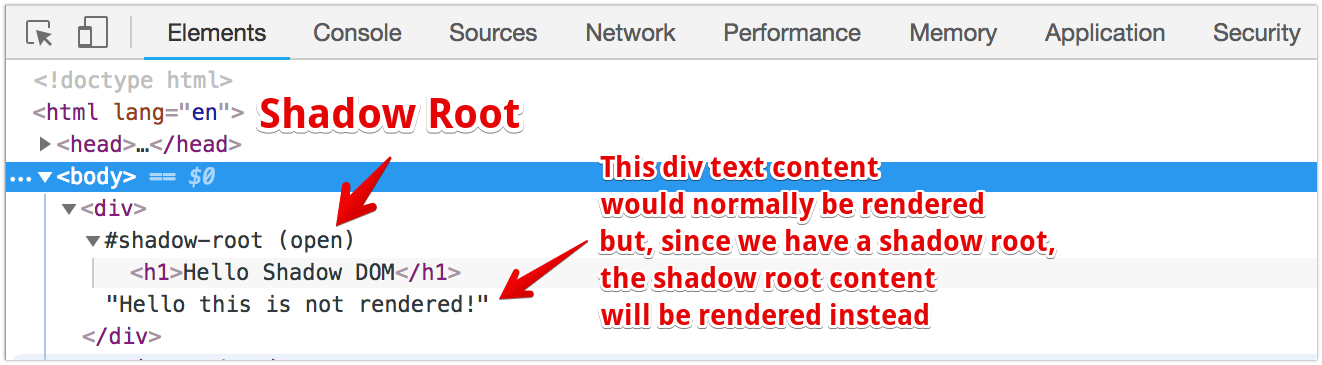 Elements Console Sources Network Performance Memory Application Security
<!doctype html>
<html lang="en">
Shadow Root
<head>…</head>
<body> == $0
This div text content
would normally be rendered
but, since we have a shadow root,
the shadow root content
will be rendered instead
<div>
#shadow-root (open)
<h1>Hello Shadow DOM</h1>
"Hello this is not rendered!"
</div>